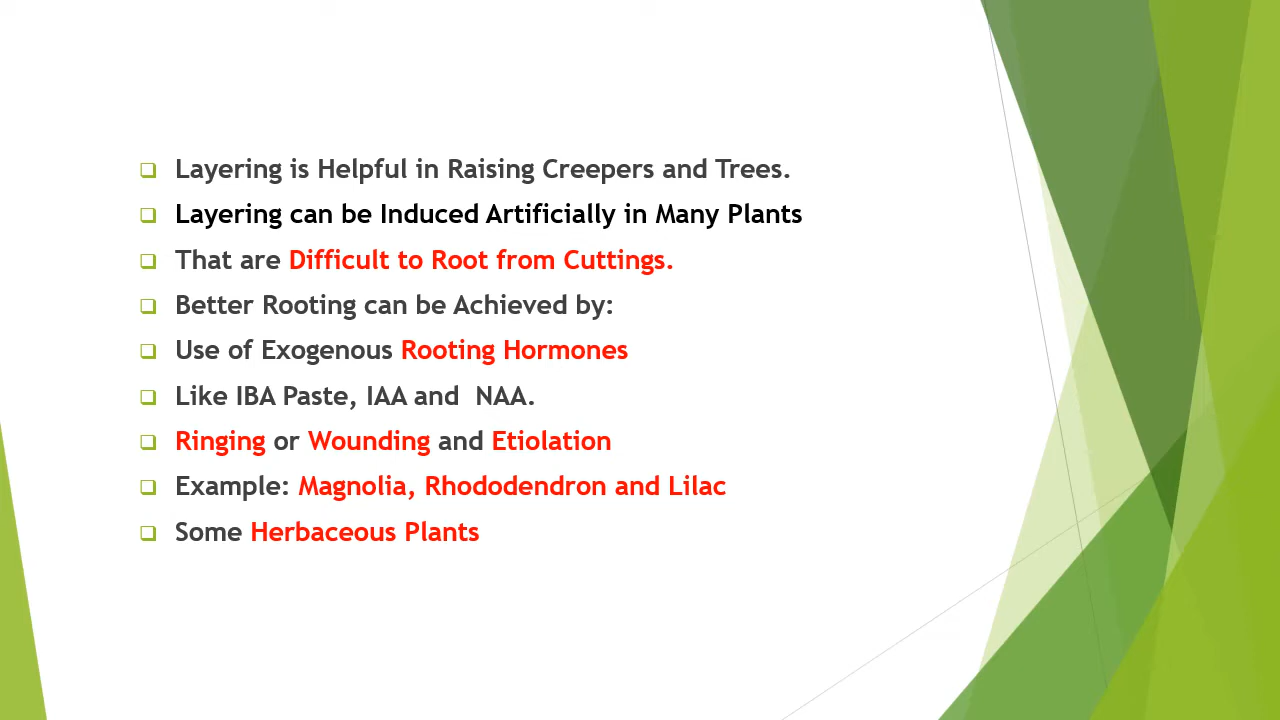 Layering is Helpful in Raising Creepers and Trees.
Layering can be Induced Artificially in Many Plants
That are Difficult to Root from Cuttings.
Better Rooting can be Achieved by:
Use of Exogenous Rooting Hormones
Like IBA Paste, IAA and  NAA.
Ringing or Wounding and Etiolation
Example: Magnolia, Rhododendron and Lilac
Some Herbaceous Plants